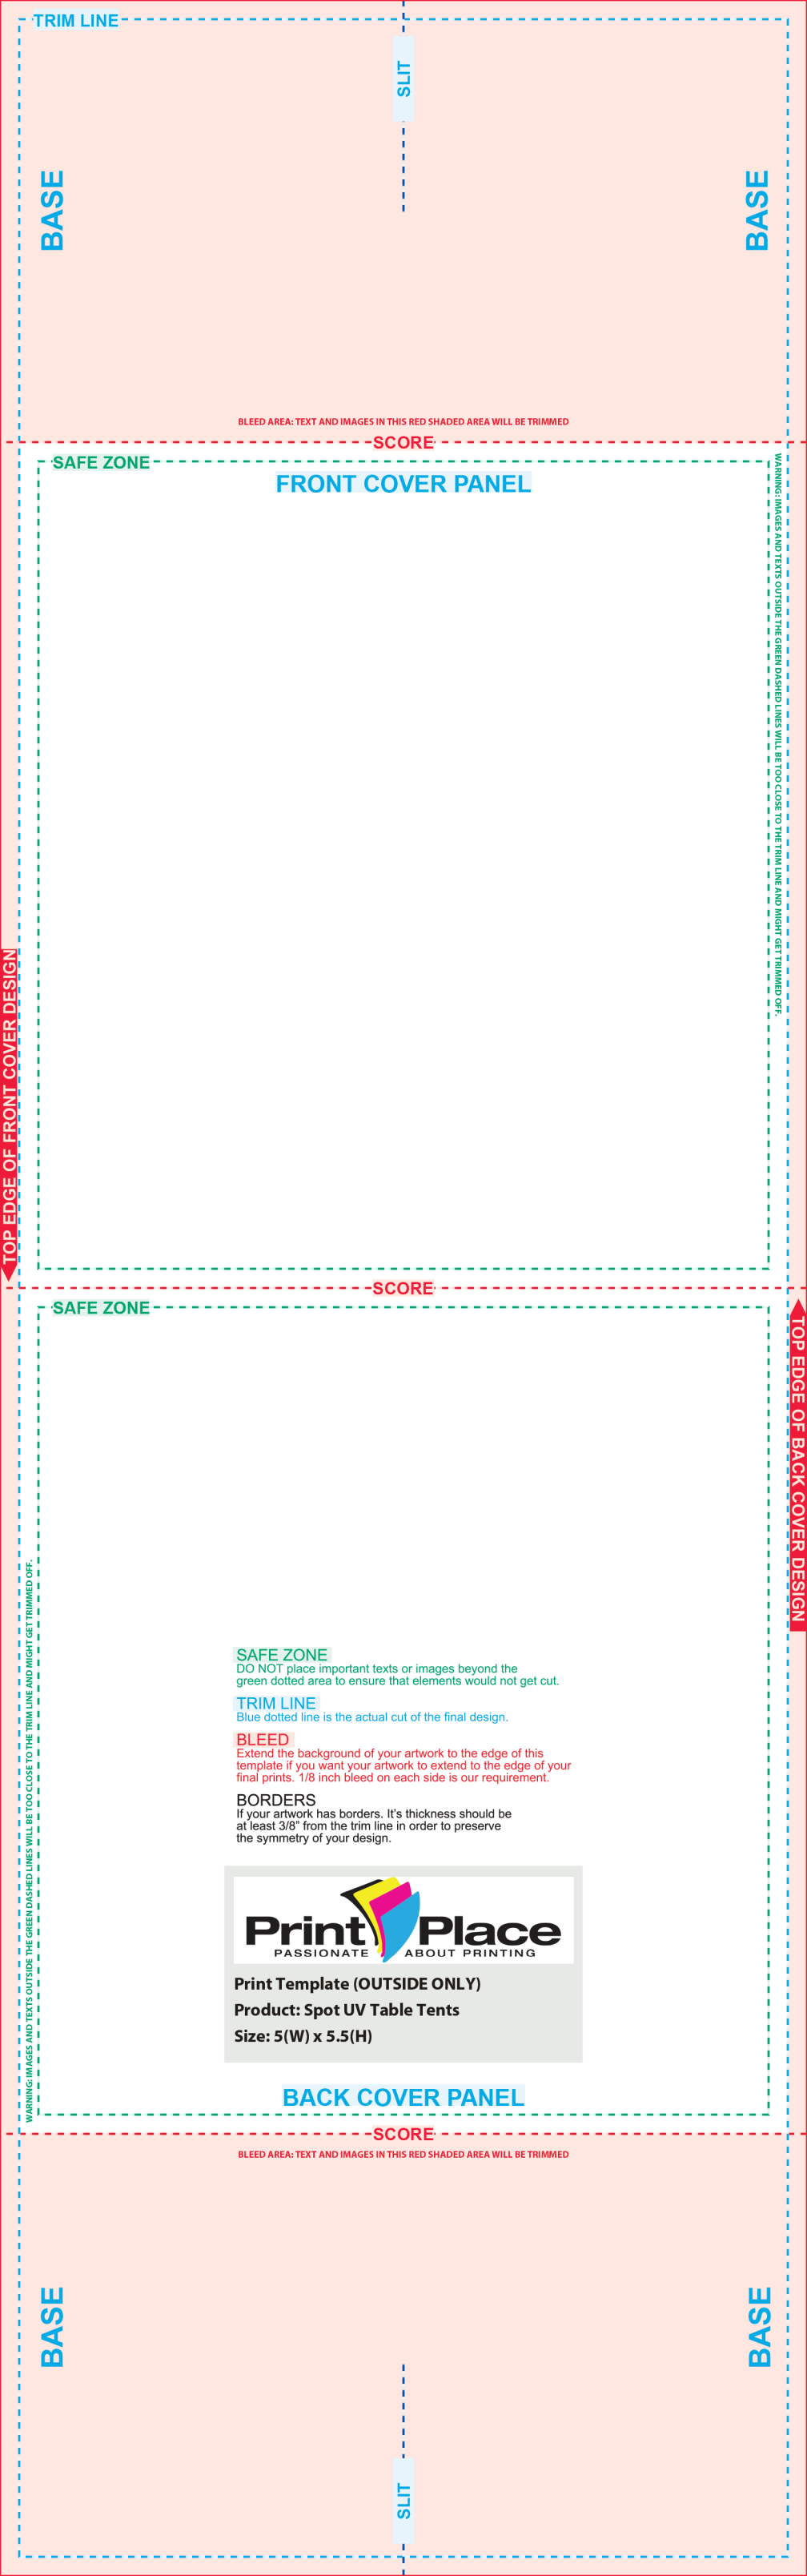 TRIM LINE
SLIT
BASE
BASE
BLEED AREA: TEXT AND IMAGES IN THIS RED SHADED AREA WILL BE TRIMMED
SCORE
SAFE ZONE
FRONT COVER PANEL
WARNING: IMAGES AND TEXTS OUTSIDE THE GREEN DASHED LINES WILL BE TOO CLOSE TO THE TRIM LINE AND MIGHT GET TRIMMED OFF.
TOP EDGE OF FRONT COVER DESIGN
SCORE
SAFE ZONE
TOP EDGE OF BACK COVER DESIGN
WARNING: IMAGES AND TEXTS OUTSIDE THE GREEN DASHED LINES WILL BE TOO CLOSE TO THE TRIM LINE AND MIGHT GET TRIMMED OFF.
SAFE ZONE
DO NOT place important texts or images beyond the
green dotted area to ensure that elements would not get cut.
TRIM LINE
Blue dotted line is the actual cut of the final design.
BLEED
Extend the background of your artwork to the edge of this
template if you want your artwork to extend to the edge of your
final prints. 1/8 inch bleed on each side is our requirement.
BORDERS
If your artwork has borders. It's thickness should be
at least 3/8" from the trim line in order to preserve
the symmetry of your design.
Print Place
PASSIONATE ABOUT PRINTING
Print Template (OUTSIDE ONLY)
Product: Spot UV Table Tents
Size: 5(W) x 5.5(H)
BACK COVER PANEL
SCORE
BLEED AREA: TEXT AND IMAGES IN THIS RED SHADED AREA WILL BE TRIMMED
BASE
BASE
SLIT